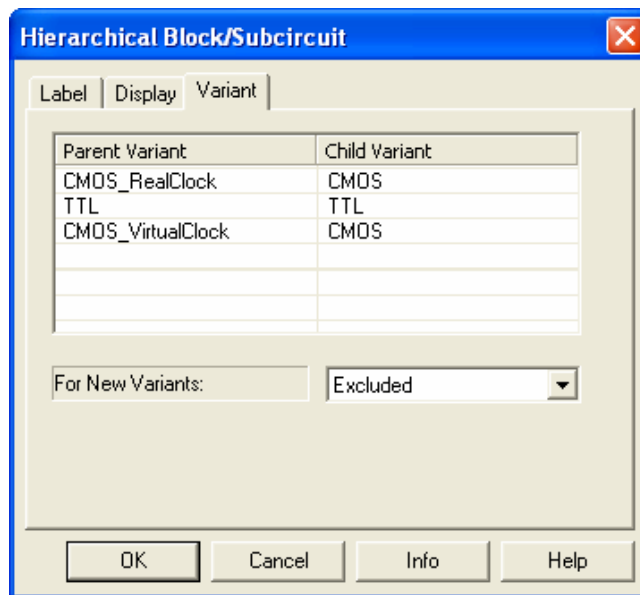 Hierarchical Block/Subcircuit
Label Display Variant
Parent Variant Child Variant
CMOS_RealClock CMOS
TTL TTL
CMOS_VirtualClock CMOS
For New Variants: Excluded
OK Cancel Info Help